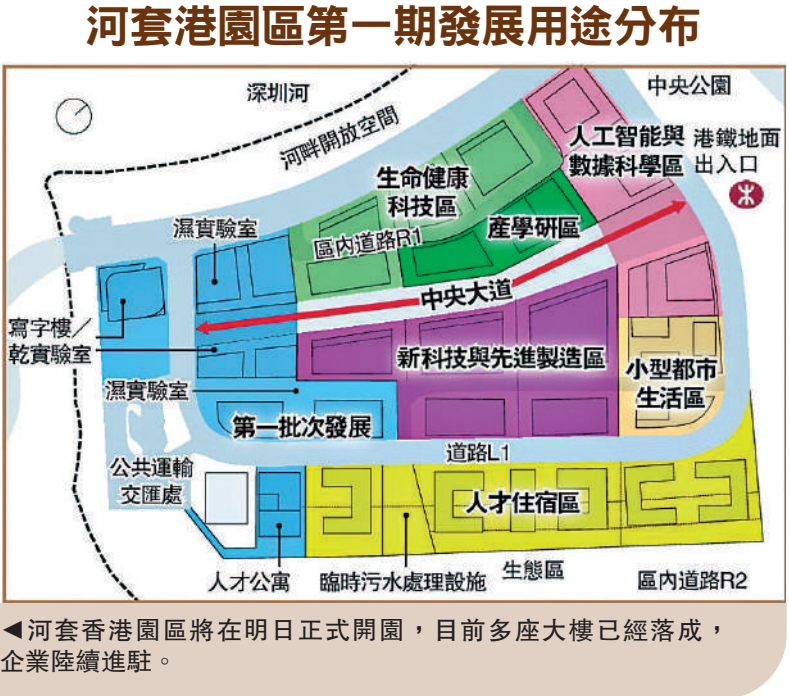 河套港園區第一期發展用途分布
深圳河
中央公園
河畔開放空間
人工智能與
數據科學區
港鐵地面
出入口
生命健康
科技區
濕實驗室
產學研區
區內道路R1
中央大道
寫字樓／
乾實驗室
新科技與先進製造區
小型都市
生活區
濕實驗室
第一批次發展
道路L1
公共運輸
交匯處
人才住宿區
人才公寓
臨時污水處理設施
生態區
區內道路R2
◀河套香港園區將在明日正式開園，目前多座大樓已經落成，
企業陸續進駐。